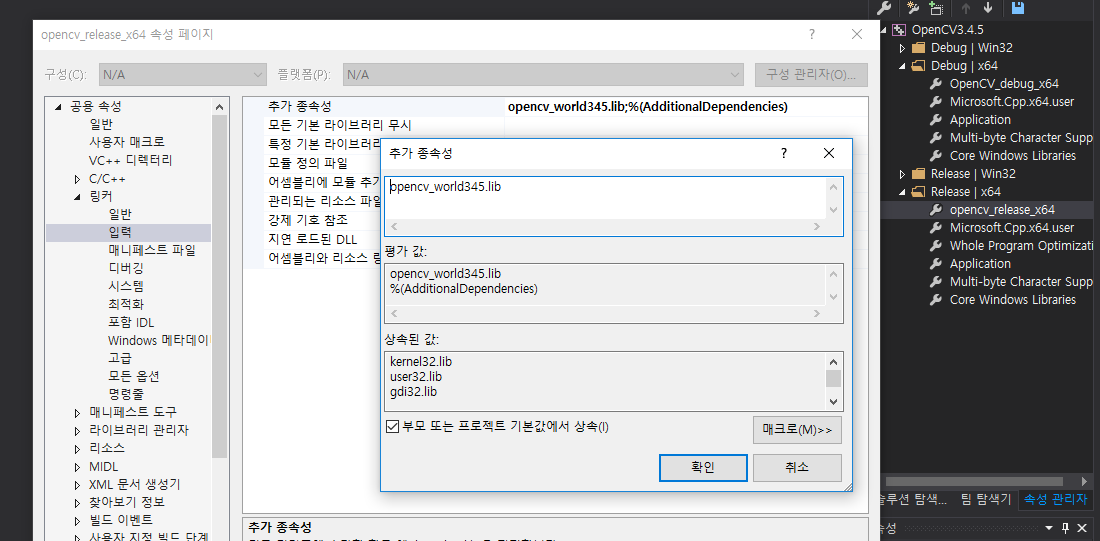 opencv_release_x64 속성 페이지
구성(C): N/A 플랫폼(P): N/A 구성 관리자(O)...
공용 속성
일반
사용자 매크로
VC++ 디렉터리
C/C++
링커
일반
입력
매니페스트 파일
디버깅
시스템
최적화
포함 IDL
Windows 메타데이
고급
모든 옵션
명령줄
매니페스트 도구
라이브러리 관리자
리소스
MIDL
XML 문서 생성기
찾아보기 정보
빌드 이벤트
사용자 지정 빌드 단계
추가 종속성 opencv_world345.lib;%(AdditionalDependencies)
모든 기본 라이브러리 무시
특정 기본 라이브러리
모듈 정의 파일
어셈블리에 모듈 추가
관리되는 리소스 파일
강제 기호 참조
지연 로드된 DLL
어셈블리와 리소스 링
추가 종속성
추가 종속성
opencv_world345.lib
평가 값:
opencv_world345.lib
%(AdditionalDependencies)
상속된 값:
kernel32.lib
user32.lib
gdi32.lib
부모 또는 프로젝트 기본값에서 상속(I)
매크로(M)>>
확인 취소
OpenCV3.4.5
Debug | Win32
Debug | x64
OpenCV_debug_x64
Microsoft.Cpp.x64.user
Application
Multi-byte Character Supp
Core Windows Libraries
Release | Win32
Release | x64
opencv_release_x64
Microsoft.Cpp.x64.user
Whole Program Optimizati
Application
Multi-byte Character Supp
Core Windows Libraries
솔루션 탐색... 팀 탐색기 속성 관리자
속성